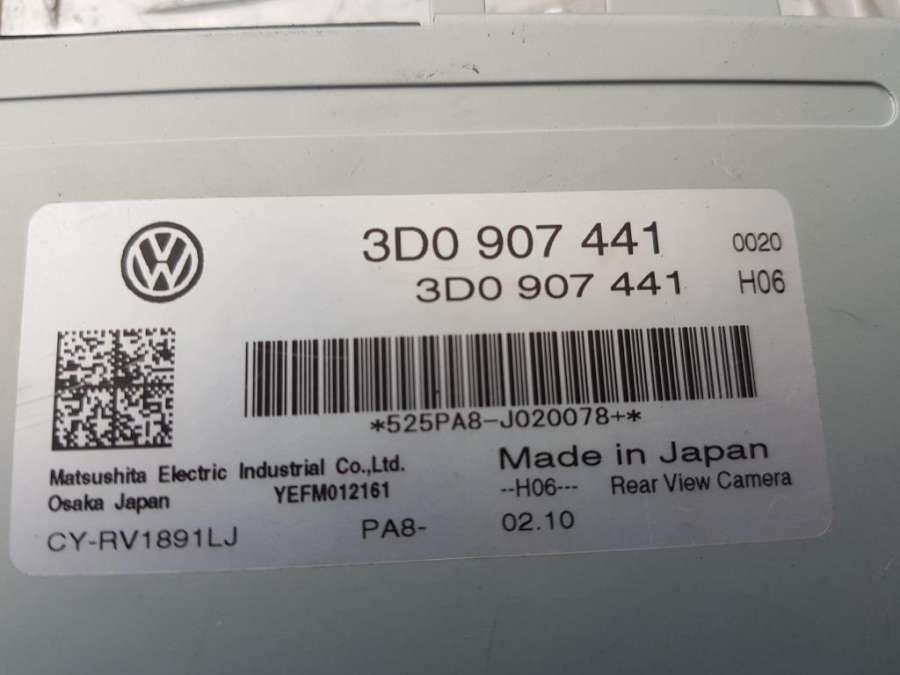 3D0 907 441 0020
3D0 907 441 H06
*525PA8-J020078+*
Matsushita Electric Industrial Co.,Ltd.
Made in Japan
Osaka Japan YEFM012161
--H06--- Rear View Camera
CY-RV1891LJ PA8- 02.10